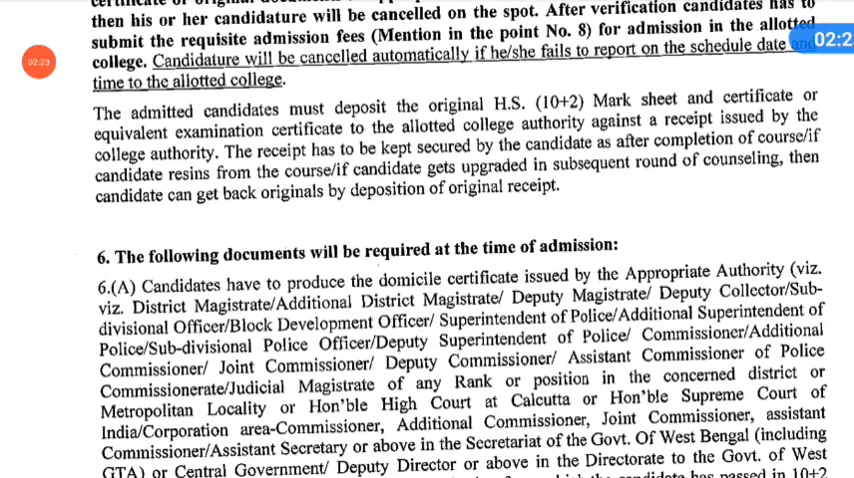 then his or her candidature will be cancelled on the spot. After verification candidates has to
submit the requisite admission fees (Mention in the point No. 8) for admission in the allotted
college. Candidature will be cancelled automatically if he/she fails to report on the schedule date and
time to the allotted college.
02:23
02:2
The admitted candidates must deposit the original H.S. (10+2) Mark sheet and certificate or
equivalent examination certificate to the allotted college authority against a receipt issued by the
college authority. The receipt has to be kept secured by the candidate as after completion of course/if
candidate resins from the course/if candidate gets upgraded in subsequent round of counseling, then
candidate can get back originals by deposition of original receipt.
6. The following documents will be required at the time of admission:
6.(A) Candidates have to produce the domicile certificate issued by the Appropriate Authority (viz.
viz. District Magistrate/Additional District Magistrate/ Deputy Magistrate/ Deputy Collector/Sub-
divisional Officer/Block Development Officer/ Superintendent of Police/Additional Superintendent of
Police/Sub-divisional Police Officer/Deputy Superintendent of Police/ Commissioner/Additional
Commissioner/ Joint Commissioner/ Deputy Commissioner/ Assistant Commissioner of Police
Commissionerate/Judicial Magistrate of any Rank or position in the concerned district or
Metropolitan Locality or Hon'ble High Court at Calcutta or Hon'ble Supreme Court of
India/Corporation area-Commissioner, Additional Commissioner, Joint Commissioner, assistant
Commissioner/Assistant Secretary or above in the Secretariat of the Govt. Of West Bengal (including
GTA) or Central Government/ Deputy Director or above in the Directorate to the Govt. of West
has passed in 10+2